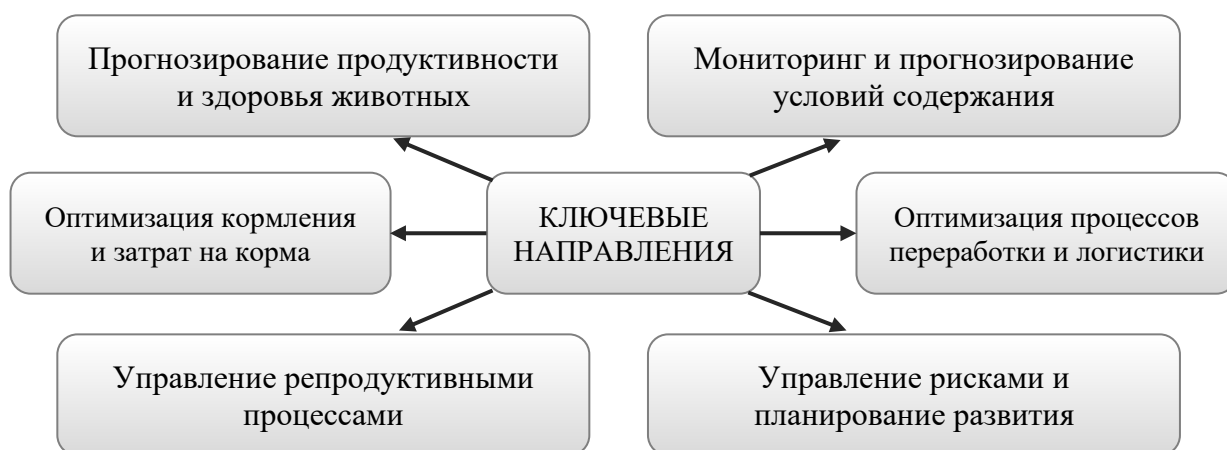 Прогнозирование продуктивности
и здоровья животных
Мониторинг и прогнозирование
условий содержания
Оптимизация кормления
и затрат на корма
КЛЮЧЕВЫЕ
НАПРАВЛЕНИЯ
Оптимизация процессов
переработки и логистики
Управление репродуктивными
процессами
Управление рисками и
планирование развития